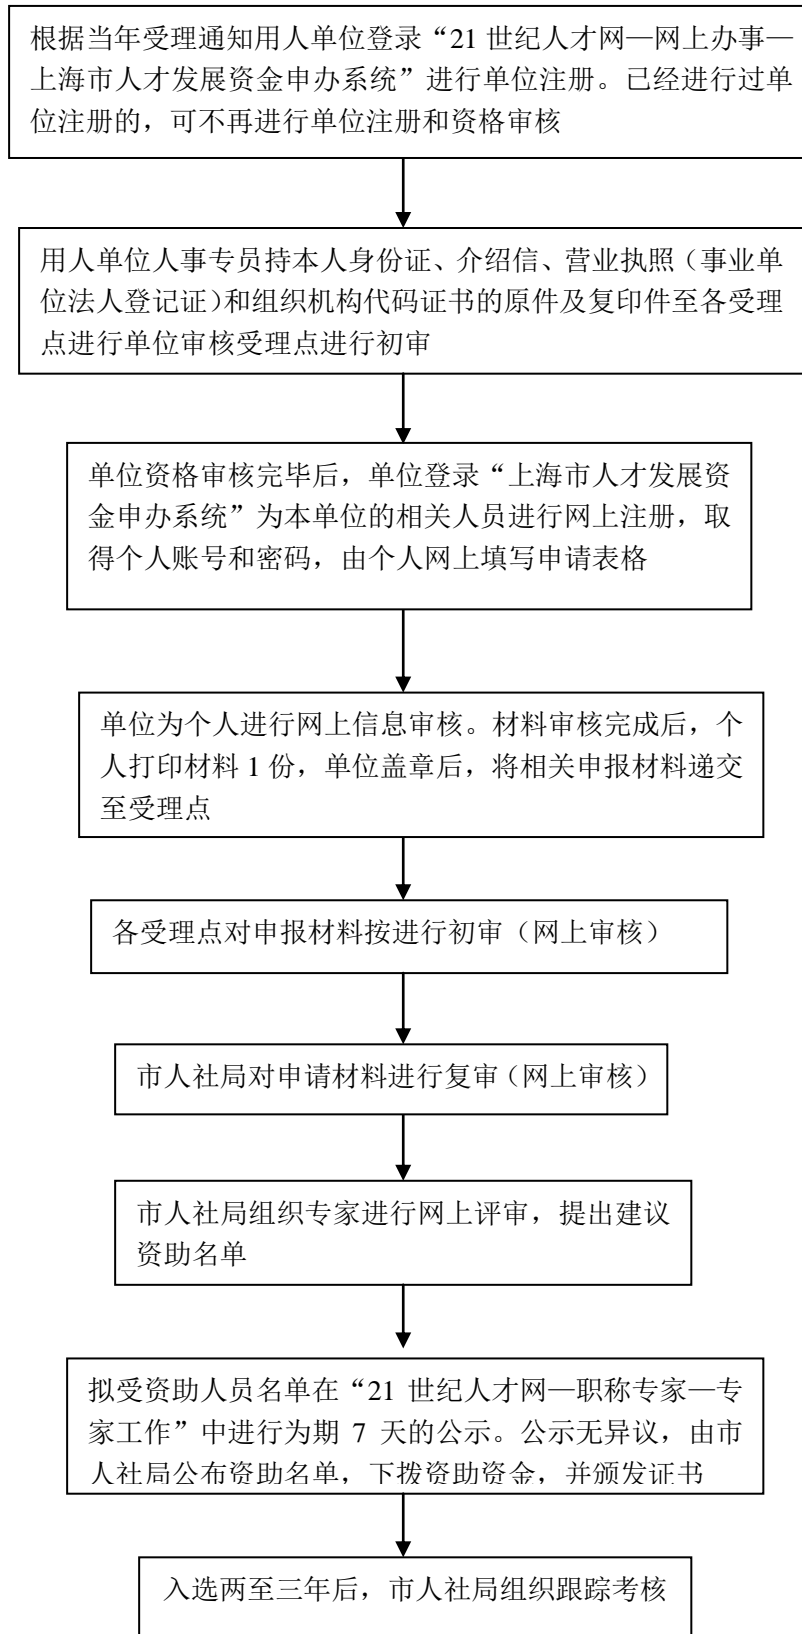 根据当年受理通知用人单位登录“21 世纪人才网—网上办事—
上海市人才发展资金申办系统”进行单位注册。已经进行过单
位注册的，可不再进行单位注册和资格审核
用人单位人事专员持本人身份证、介绍信、营业执照（事业单
位法人登记证）和组织机构代码证书的原件及复印件至各受理
点进行单位审核受理点进行初审
单位资格审核完毕后，单位登录“上海市人才发展资
金申办系统”为本单位的相关人员进行网上注册，取
得个人账号和密码，由个人网上填写申请表格
单位为个人进行网上信息审核。材料审核完成后，个
人打印材料 1 份，单位盖章后，将相关申报材料递交
至受理点
各受理点对申报材料按进行初审（网上审核）
市人社局对申请材料进行复审（网上审核）
市人社局组织专家进行网上评审，提出建议
资助名单
拟受资助人员名单在“21 世纪人才网—职称专家—专
家工作”中进行为期 7 天的公示。公示无异议，由市
人社局公布资助名单，下拨资助资金，并颁发证书
入选两至三年后，市人社局组织跟踪考核